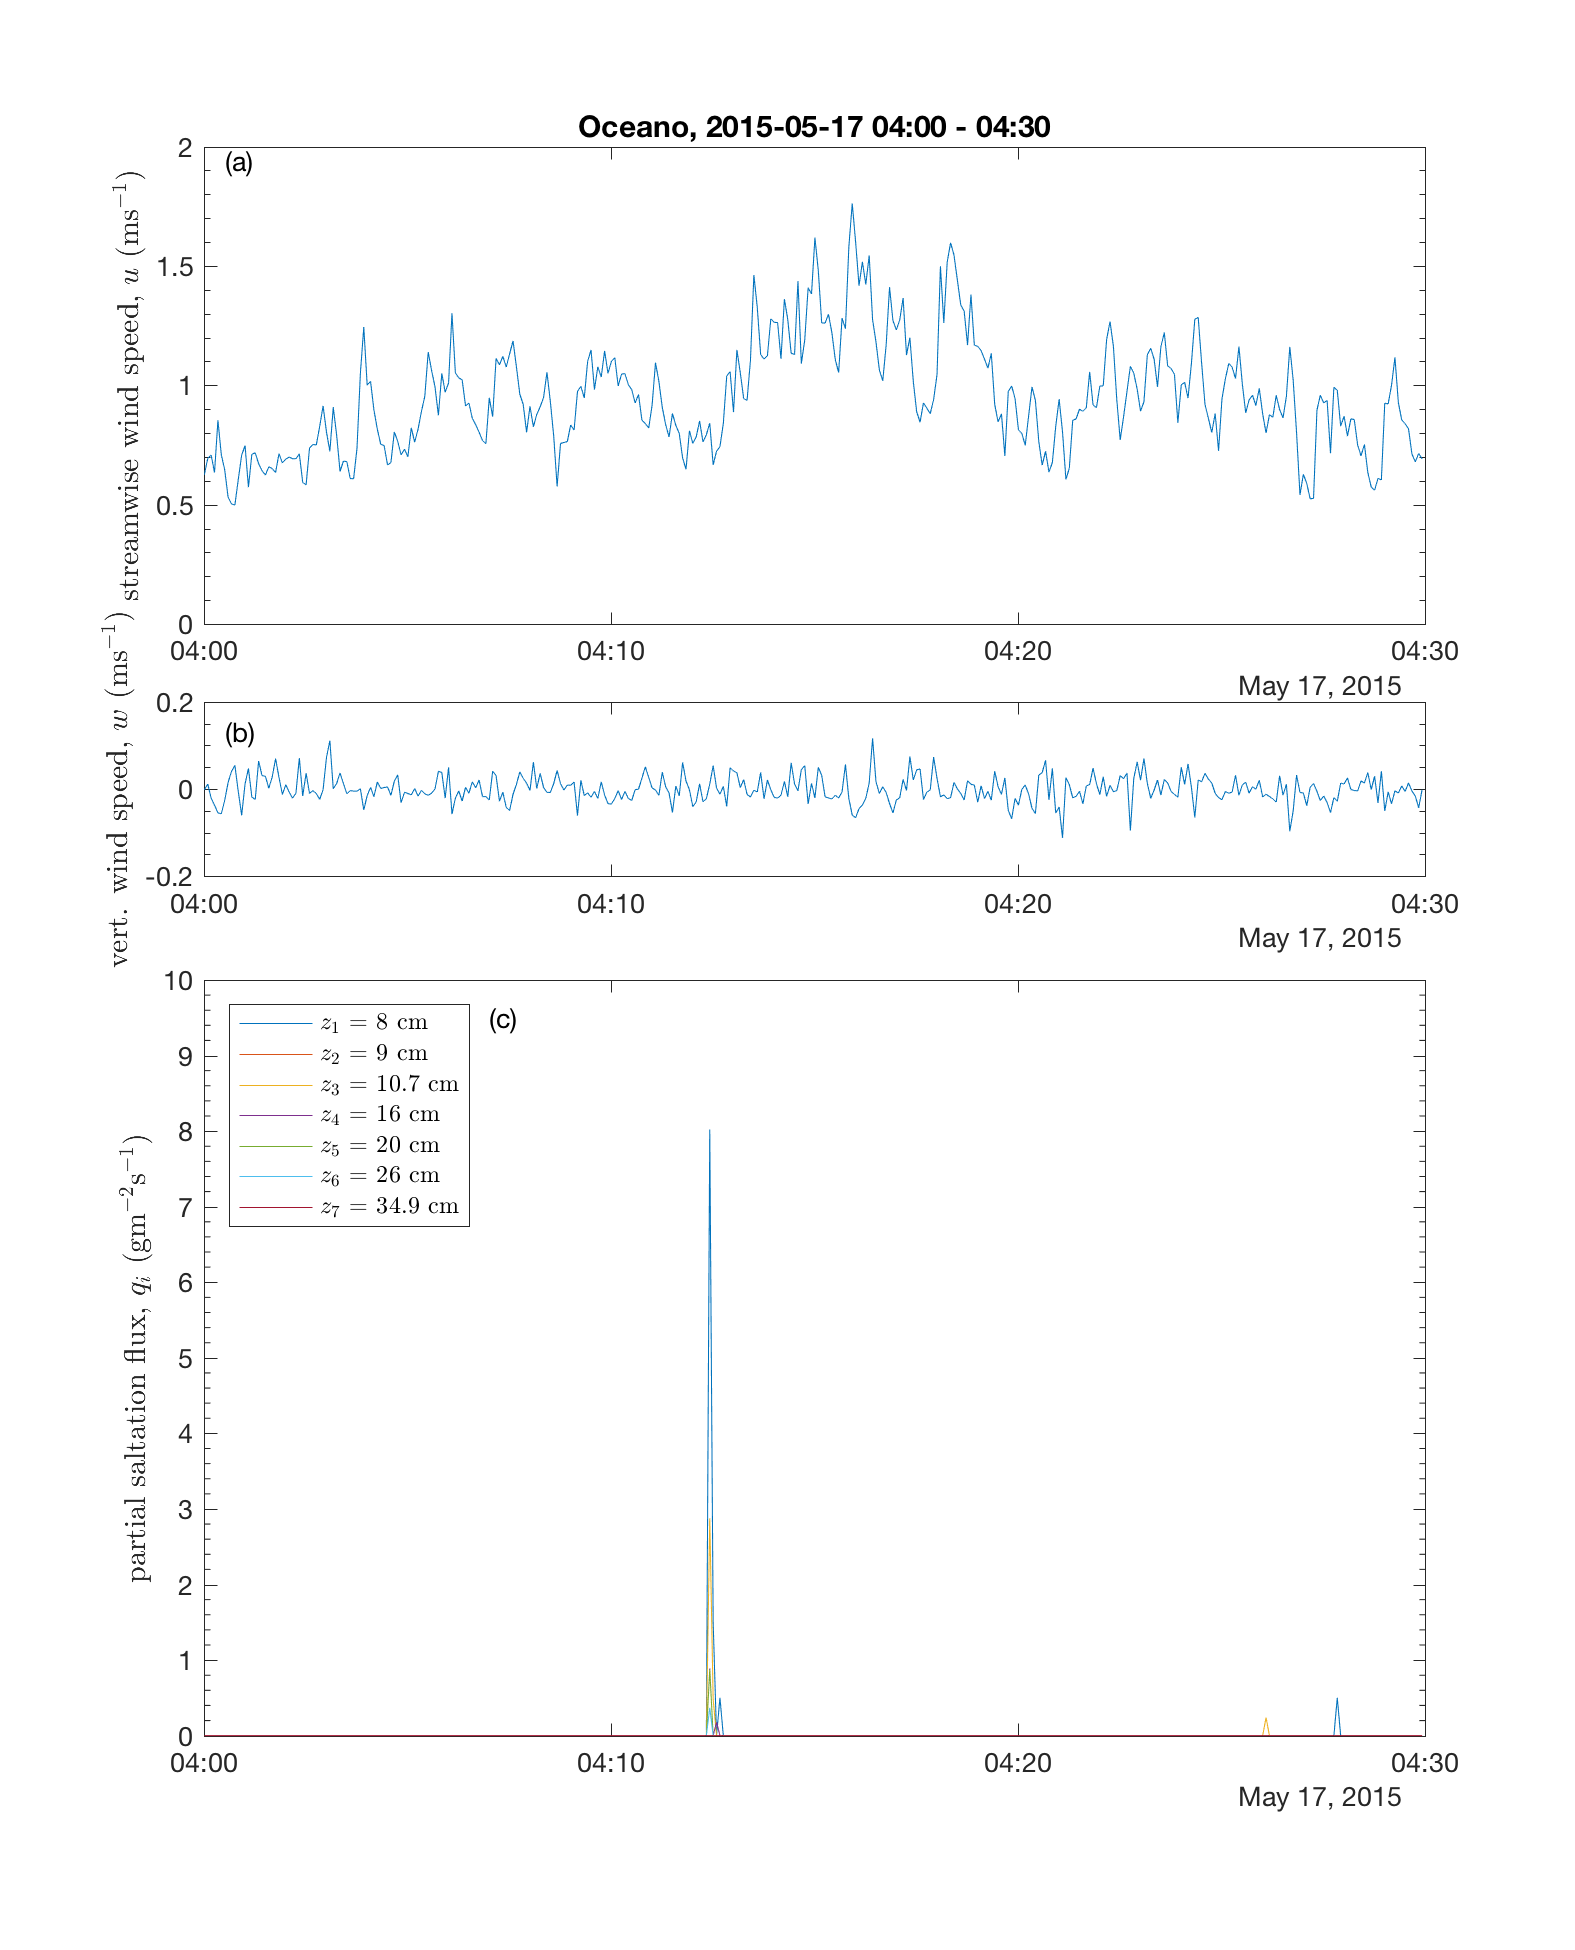 Oceano, 2015-05-17 04:00 - 04:30
(a)
streamwise wind speed, u (ms⁻¹)
2
1.5
1
0.5
0
04:00 04:10 04:20 04:30
May 17, 2015
(b)
vert. wind speed, w (ms⁻¹)
0.2
0
-0.2
04:00 04:10 04:20 04:30
May 17, 2015
(c)
partial saltation flux, qᵢ (gm⁻²s⁻¹)
10
9
8
7
6
5
4
3
2
1
0
z₁ = 8 cm
z₂ = 9 cm
z₃ = 10.7 cm
z₄ = 16 cm
z₅ = 20 cm
z₆ = 26 cm
z₇ = 34.9 cm
04:00 04:10 04:20 04:30
May 17, 2015